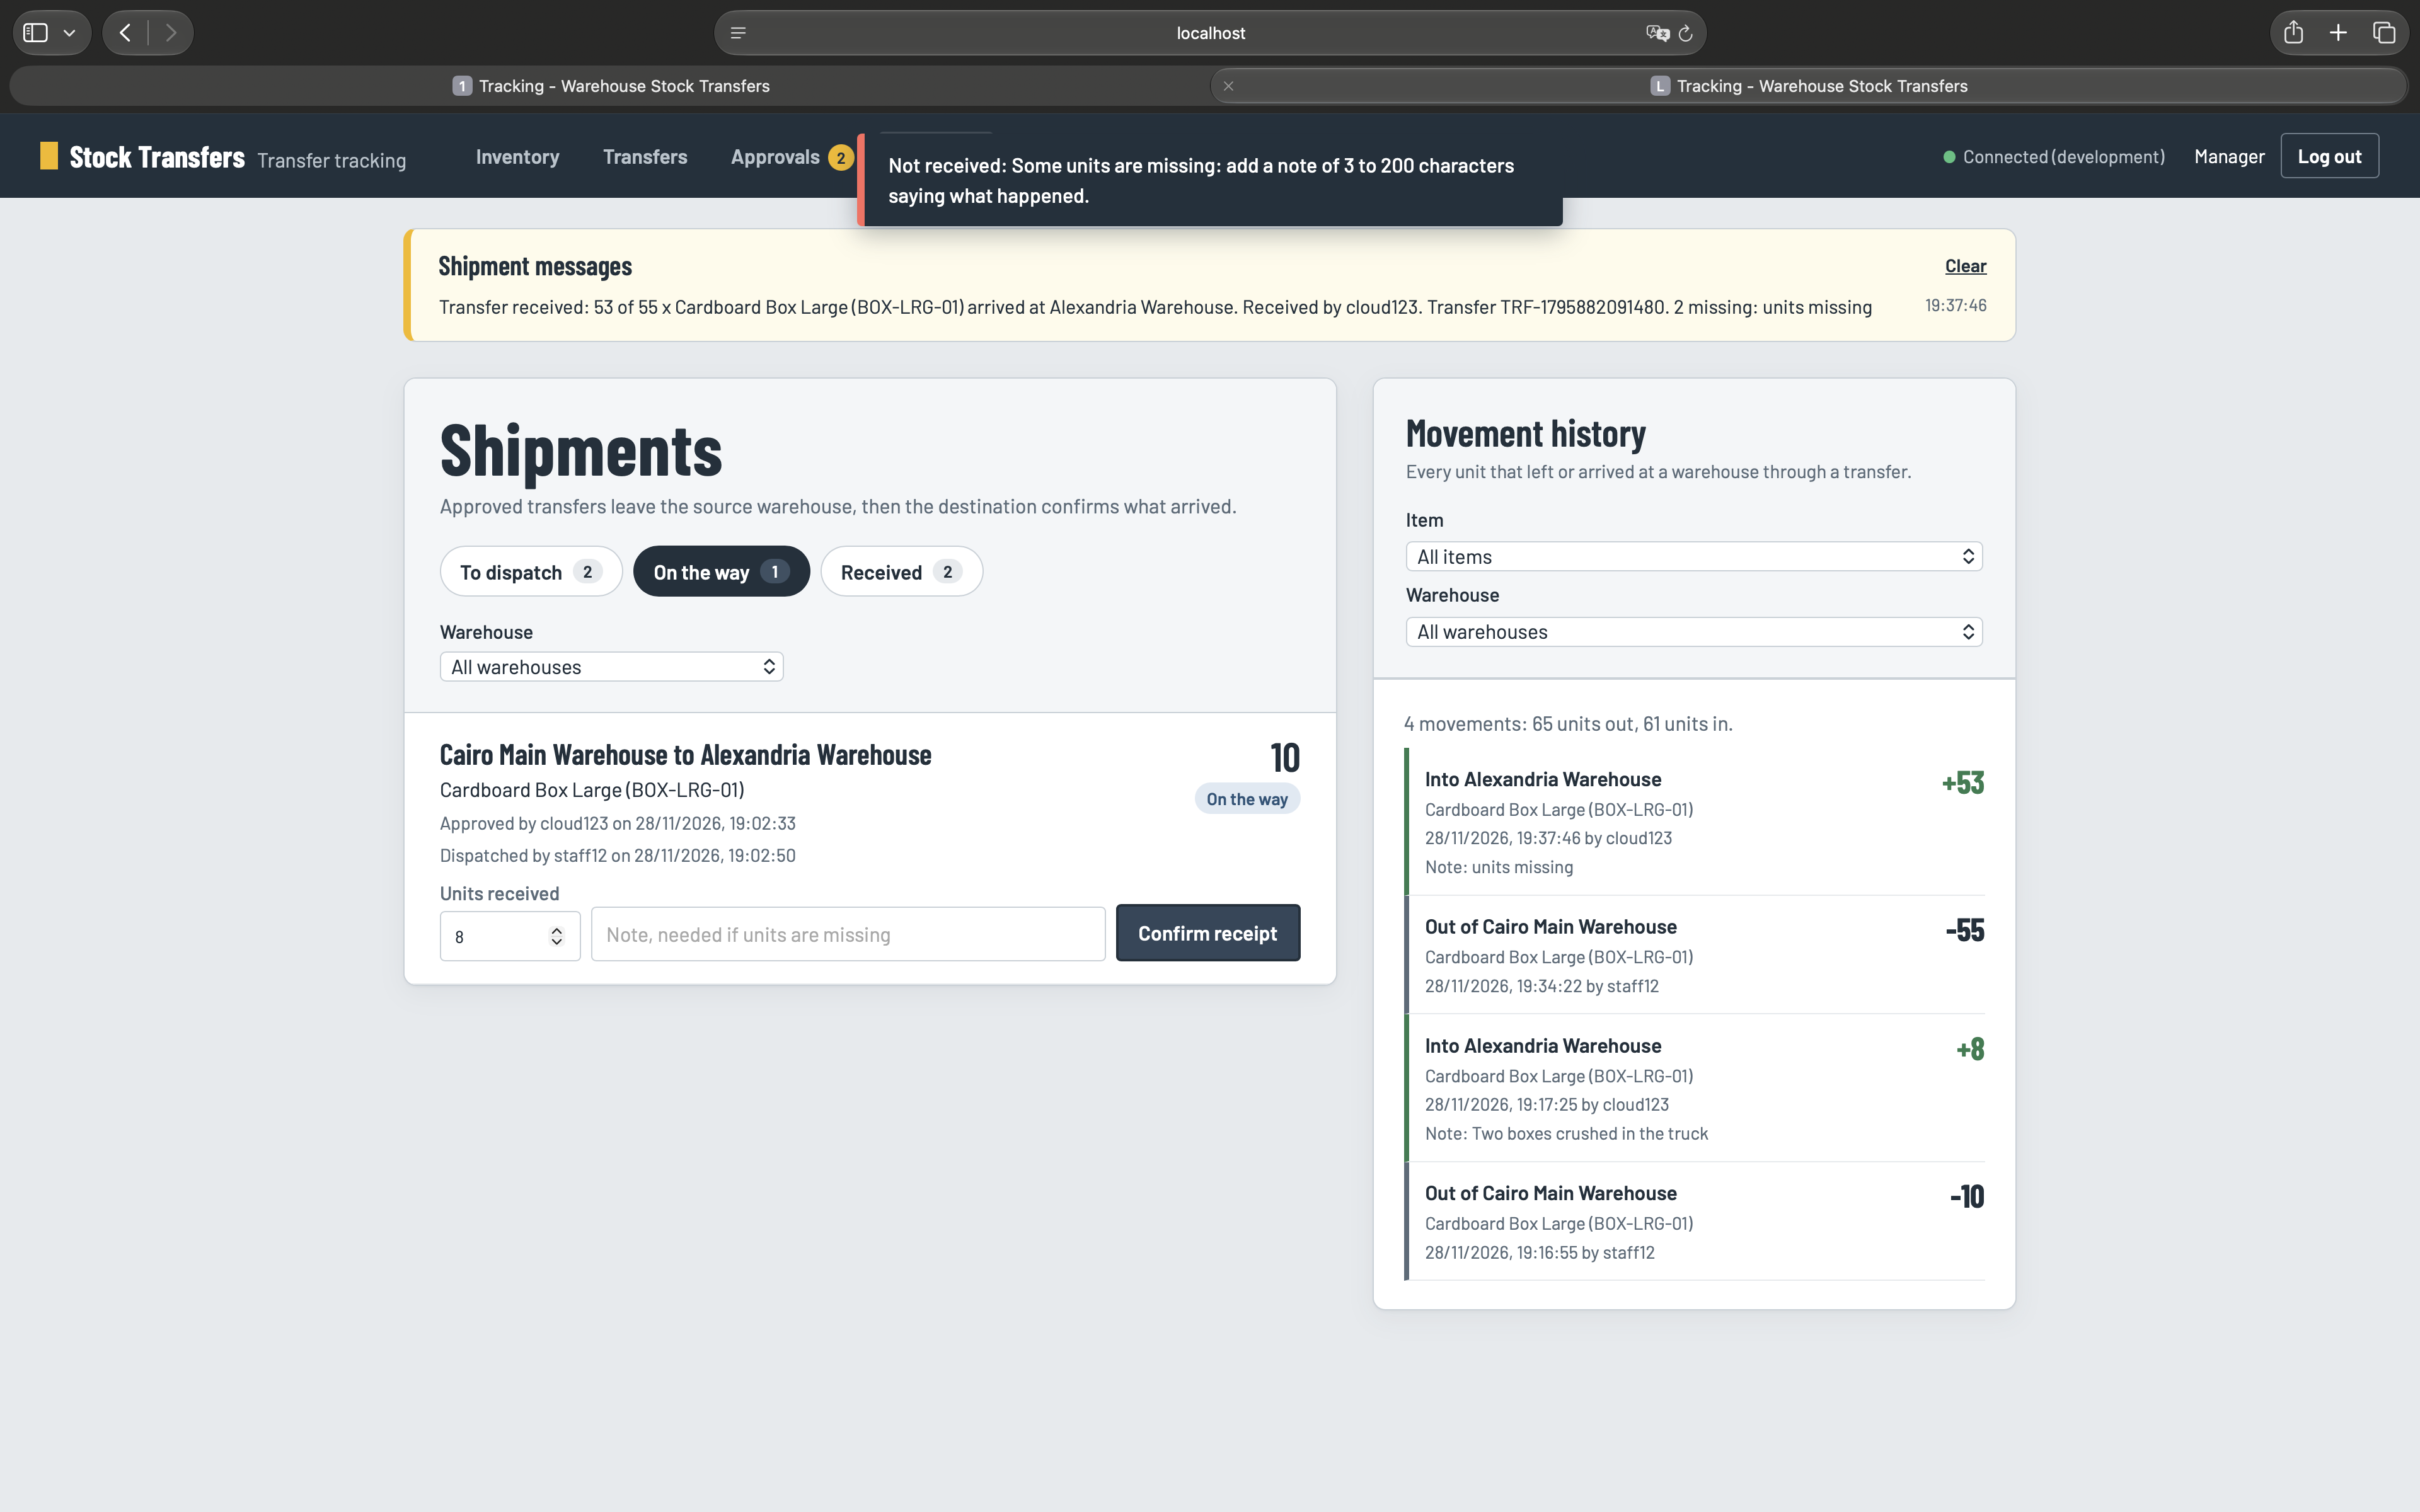 localhost
1 Tracking - Warehouse Stock Transfers
L Tracking - Warehouse Stock Transfers
Stock Transfers Transfer tracking
Inventory
Transfers
Approvals 2
Not received: Some units are missing: add a note of 3 to 200 characters
saying what happened.
Connected (development)
Manager
Log out
Shipment messages
Clear
Transfer received: 53 of 55 x Cardboard Box Large (BOX-LRG-01) arrived at Alexandria Warehouse. Received by cloud123. Transfer TRF-1795882091480. 2 missing: units missing
19:37:46
Shipments
Approved transfers leave the source warehouse, then the destination confirms what arrived.
To dispatch 2
On the way 1
Received 2
Warehouse
All warehouses
Cairo Main Warehouse to Alexandria Warehouse
10
Cardboard Box Large (BOX-LRG-01)
On the way
Approved by cloud123 on 28/11/2026, 19:02:33
Dispatched by staff12 on 28/11/2026, 19:02:50
Units received
8
Note, needed if units are missing
Confirm receipt
Movement history
Every unit that left or arrived at a warehouse through a transfer.
Item
All items
Warehouse
All warehouses
4 movements: 65 units out, 61 units in.
Into Alexandria Warehouse
+53
Cardboard Box Large (BOX-LRG-01)
28/11/2026, 19:37:46 by cloud123
Note: units missing
Out of Cairo Main Warehouse
-55
Cardboard Box Large (BOX-LRG-01)
28/11/2026, 19:34:22 by staff12
Into Alexandria Warehouse
+8
Cardboard Box Large (BOX-LRG-01)
28/11/2026, 19:17:25 by cloud123
Note: Two boxes crushed in the truck
Out of Cairo Main Warehouse
-10
Cardboard Box Large (BOX-LRG-01)
28/11/2026, 19:16:55 by staff12